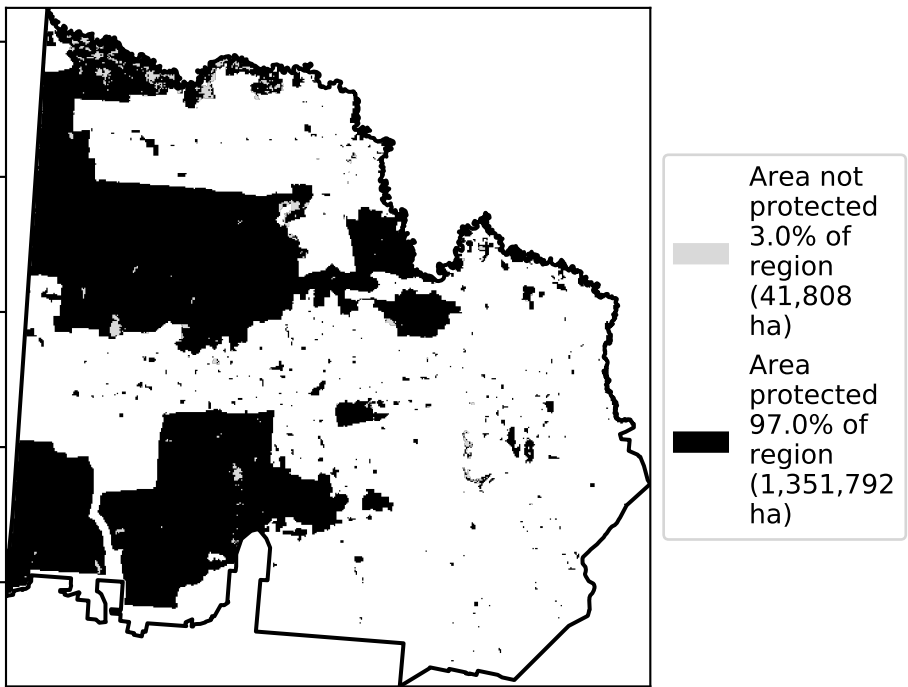 Area not
protected
3.0% of
region
(41,808
ha)
Area
protected
97.0% of
region
(1,351,792
ha)